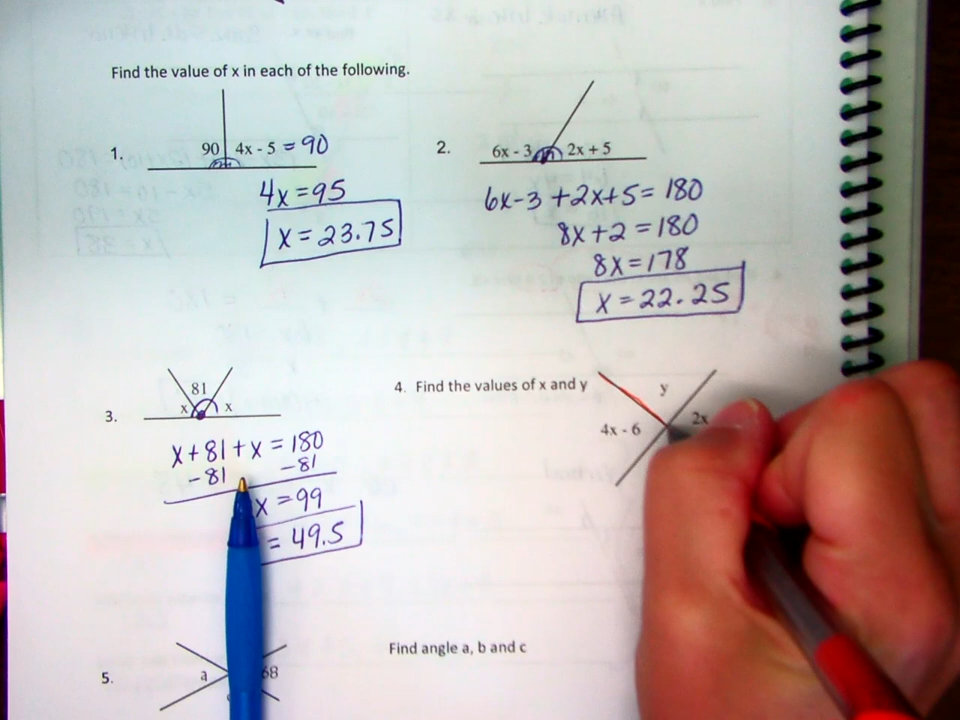 Find the value of x in each of the following.
1. 90 4x - 5 = 90
4x = 95
x = 23.75
2. 6x - 3 2x + 5
6x-3 +2x+5 = 180
8x+2 = 180
8x = 178
x = 22.25
3. x 81 x
x + 81 + x = 180
-81 -81
x = 99
= 49.5
4. Find the values of x and y
y
4x - 6 2x
Find angle a, b and c
5. a 68